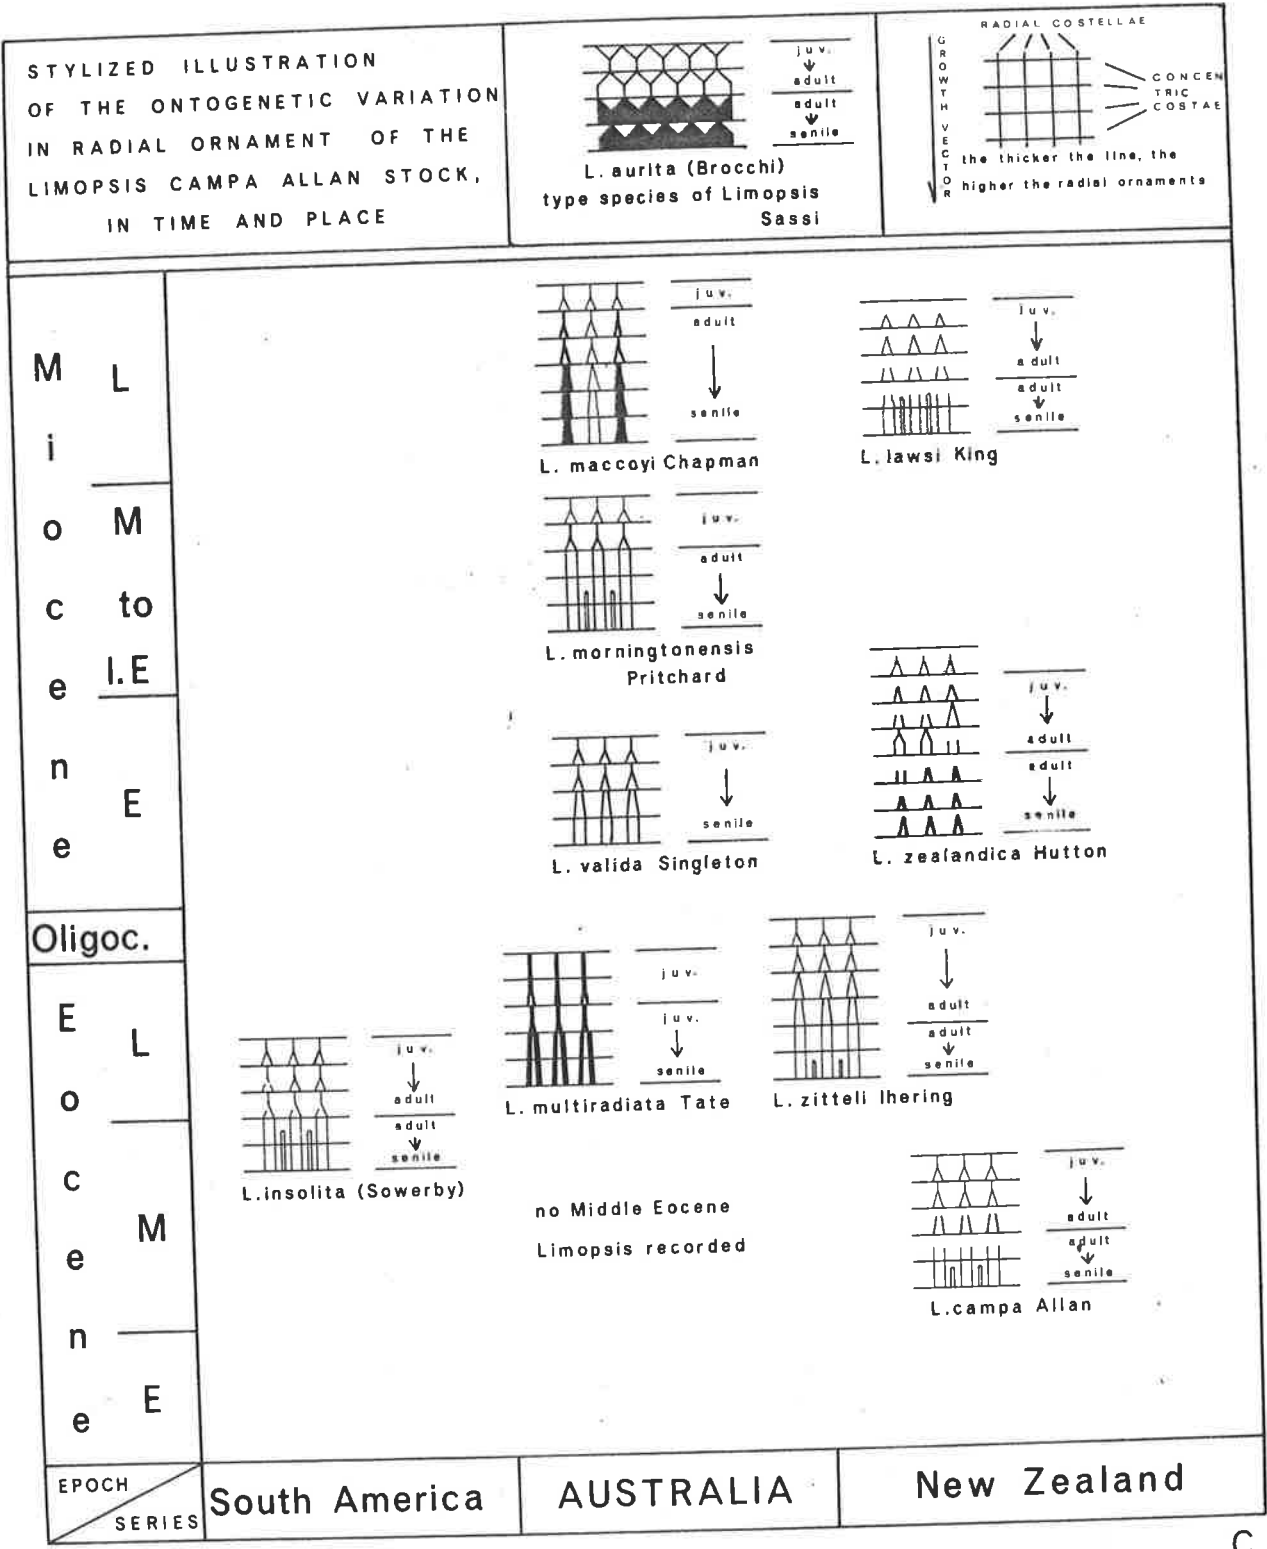 STYLIZED ILLUSTRATION
OF THE ONTOGENETIC VARIATION
IN RADIAL ORNAMENT OF THE
LIMOPSIS CAMPA ALLAN STOCK,
IN TIME AND PLACE
juv.
adult
adult
senile
L. aurita (Brocchi)
type species of Limopsis
Sassi
RADIAL COSTELLAE
GROWTH VECTOR
CONCEN
TRIC
COSTAE
the thicker the line, the
higher the radial ornaments
Miocene
L
M
to
l.E
E
Oligoc.
Eocene
L
M
E
juv.
adult
senile
L. maccoyi Chapman
juv.
adult
adult
senile
L. lawsi King
juv.
adult
senile
L. morningtonensis
Pritchard
juv.
senile
L. valida Singleton
juv.
adult
adult
senile
L. zealandica Hutton
juv.
juv.
senile
L. multiradiata Tate
juv.
adult
adult
senile
L. zitteli Ihering
juv.
adult
adult
senile
L.insolita (Sowerby)
no Middle Eocene
Limopsis recorded
juv.
adult
adult
senile
L.campa Allan
EPOCH
SERIES
South America
AUSTRALIA
New Zealand
C